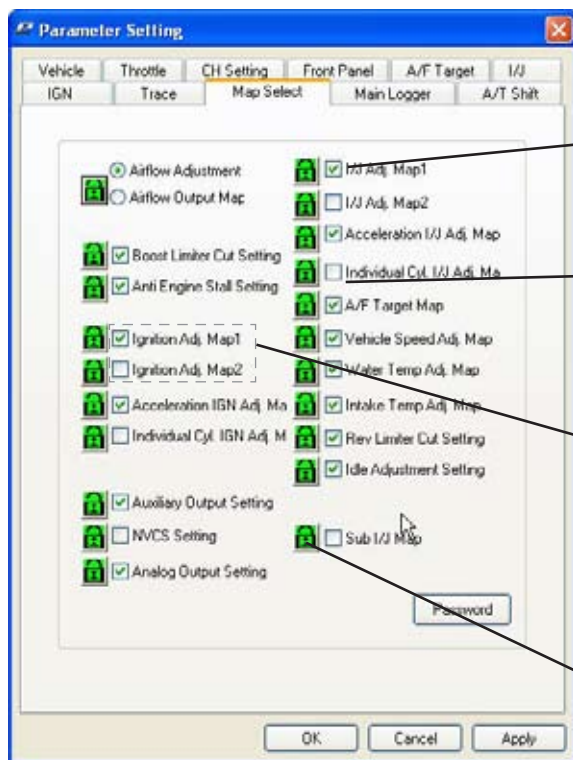 Parameter Setting
Vehicle Throttle CH Setting Front Panel A/F Target I/J
IGN Trace Map Select Main Logger A/T Shift
Airflow Adjustment
Airflow Output Map
Boost Limiter Cut Setting
Anti Engine Stall Setting
Ignition Adj. Map1
Ignition Adj. Map2
Acceleration IGN Adj. Ma
Individual Cyl. IGN Adj. M
Auxiliary Output Setting
NVCS Setting
Analog Output Setting
I/J Adj. Map1
I/J Adj. Map2
Acceleration I/J Adj. Map
Individual Cyl. I/J Adj. Ma
A/F Target Map
Vehicle Speed Adj. Map
Water Temp Adj. Map
Intake Temp Adj. Map
Rev Limiter Cut Setting
Idle Adjustment Setting
Sub I/J Map
Password
OK Cancel Apply